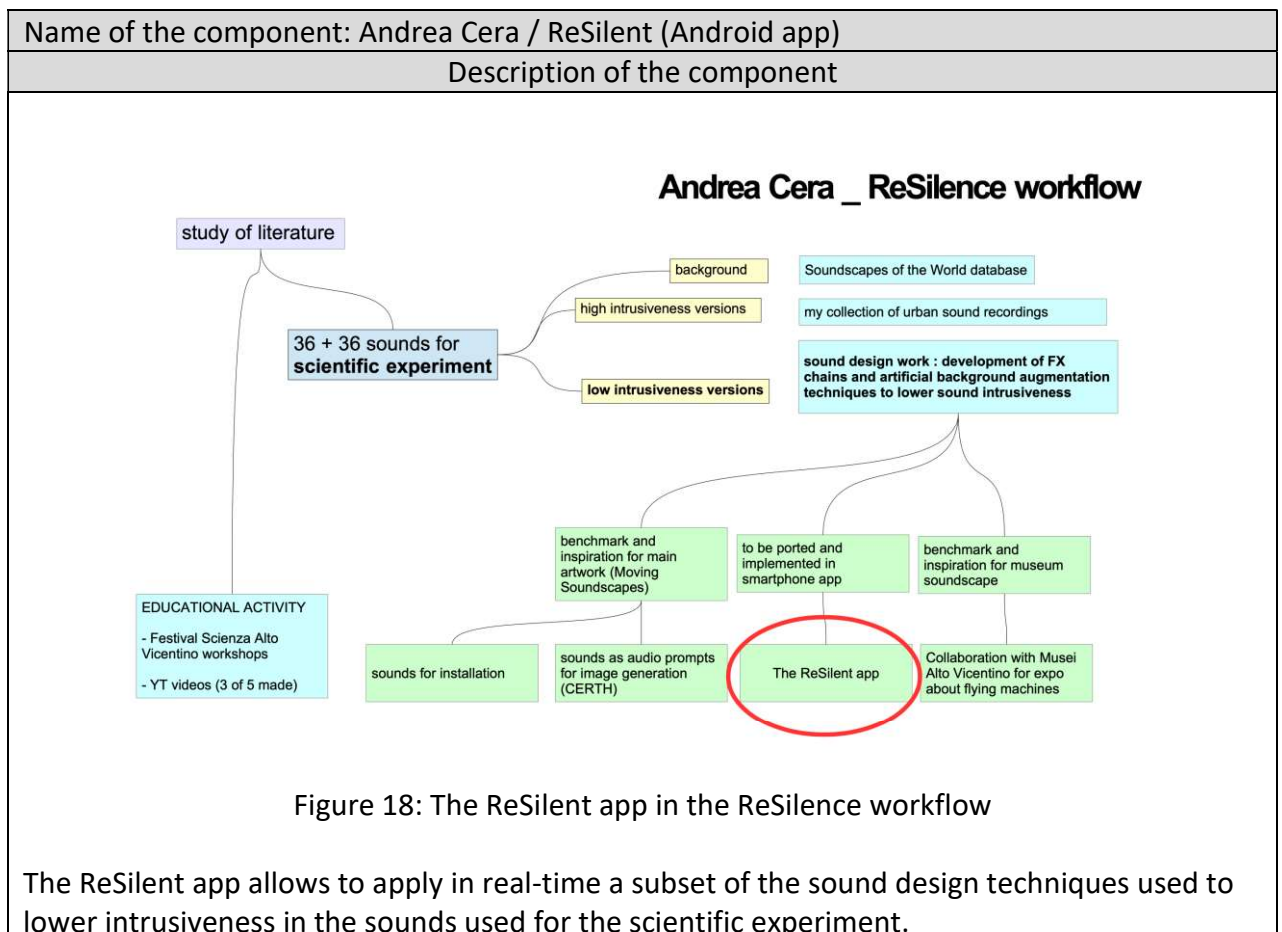 Name of the component: Andrea Cera / ReSilent (Android app)
Description of the component
Andrea Cera _ ReSilence workflow
study of literature
background
Soundscapes of the World database
high intrusiveness versions
my collection of urban sound recordings
36 + 36 sounds for
scientific experiment
sound design work : development of FX
chains and artificial background augmentation
techniques to lower sound intrusiveness
low intrusiveness versions
benchmark and
inspiration for main
artwork (Moving
Soundscapes)
to be ported and
implemented in
smartphone app
benchmark and
inspiration for museum
soundscape
EDUCATIONAL ACTIVITY
- Festival Scienza Alto
Vicentino workshops
- YT videos (3 of 5 made)
sounds for installation
sounds as audio prompts
for image generation
(CERTH)
The ReSilent app
Collaboration with Musei
Alto Vicentino for expo
about flying machines
Figure 18: The ReSilent app in the ReSilence workflow
The ReSilent app allows to apply in real-time a subset of the sound design techniques used to
lower intrusiveness in the sounds used for the scientific experiment.